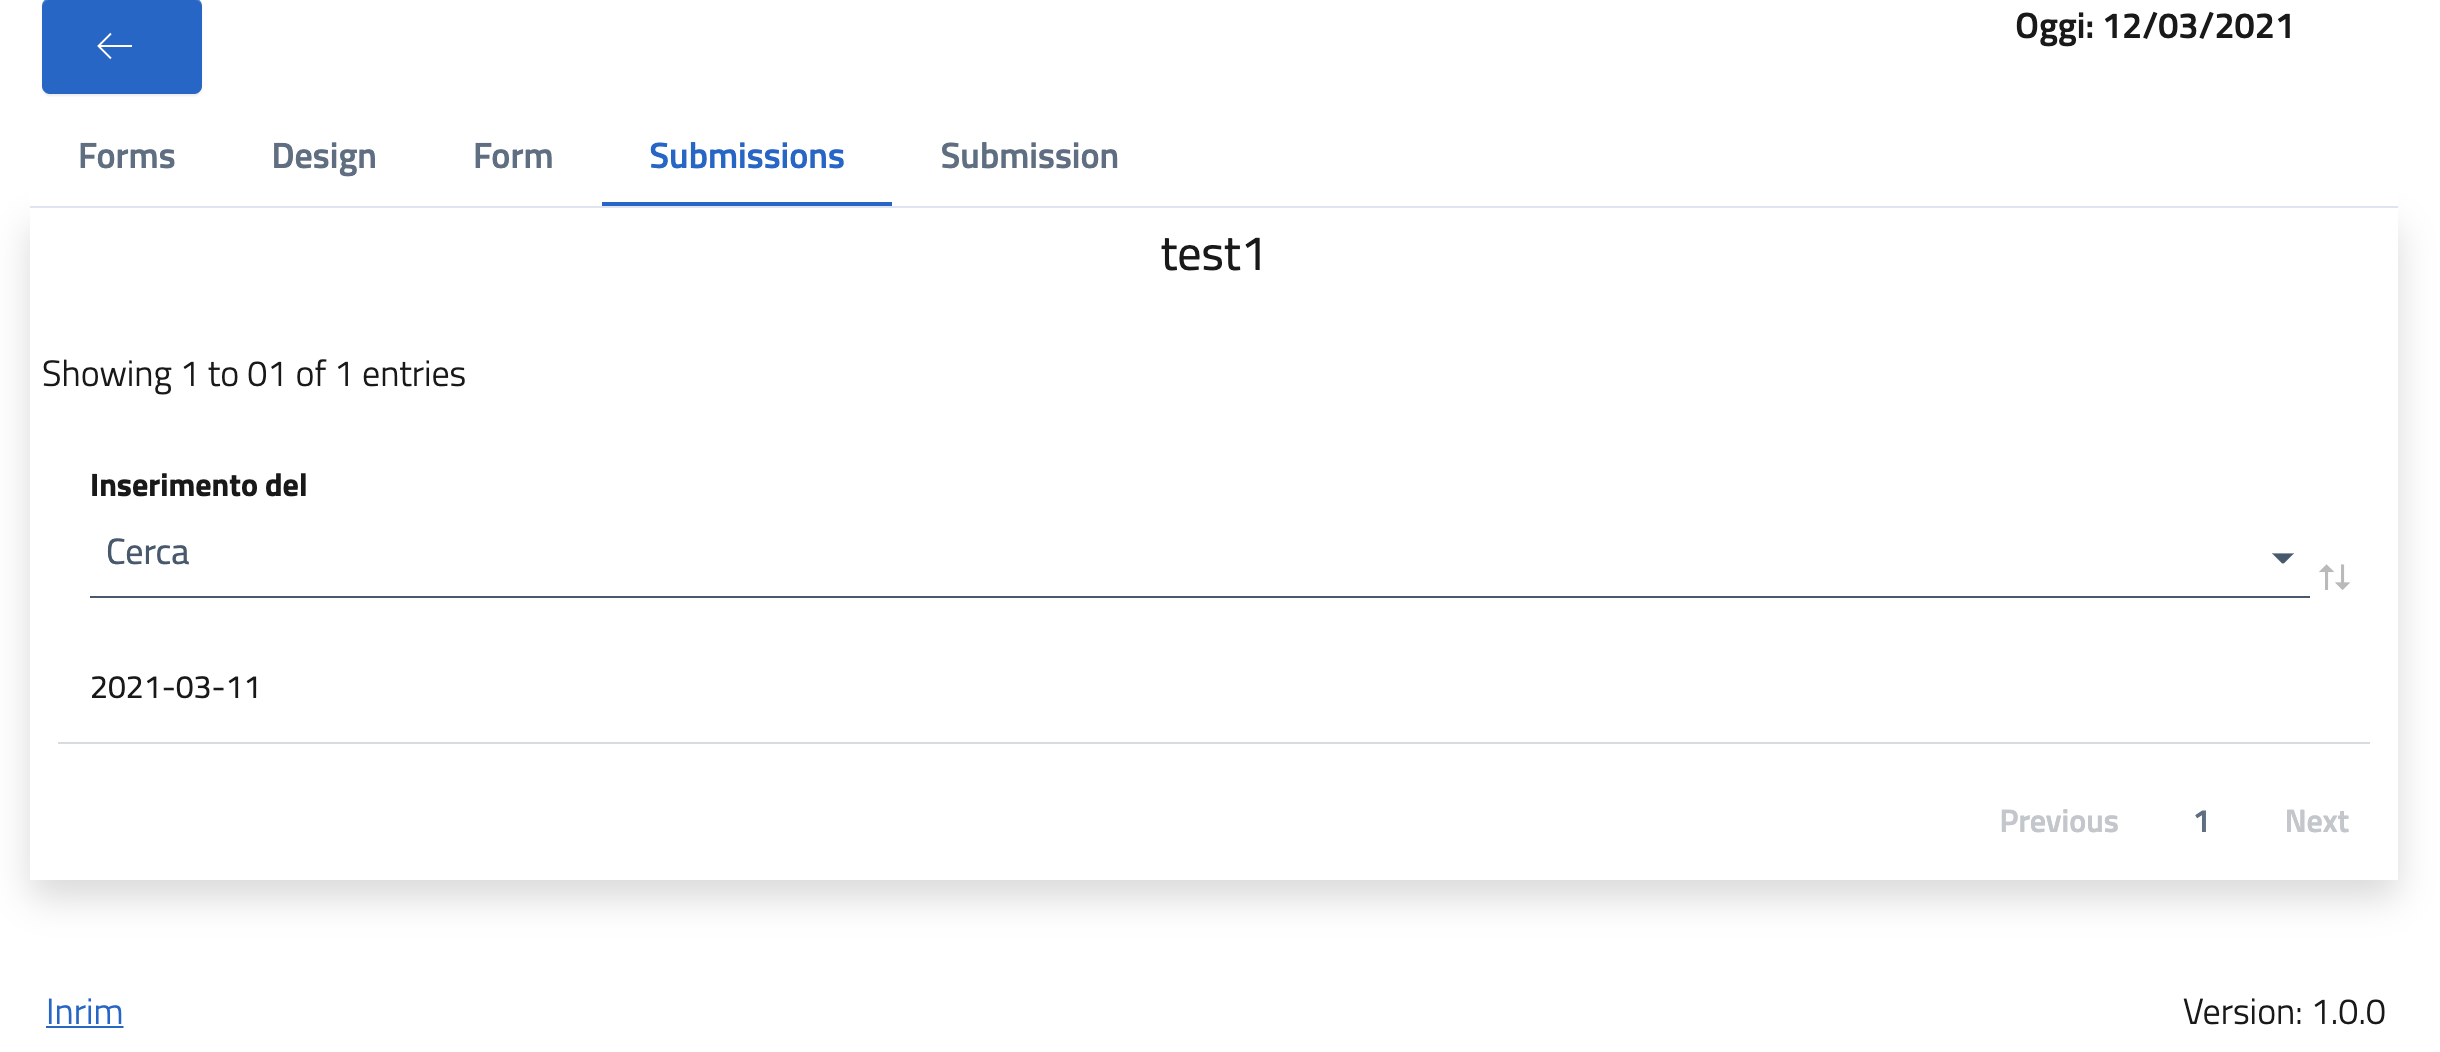 Oggi: 12/03/2021
Forms Design Form Submissions Submission
test1
Showing 1 to 01 of 1 entries
Inserimento del
Cerca
2021-03-11
Previous 1 Next
Inrim Version: 1.0.0